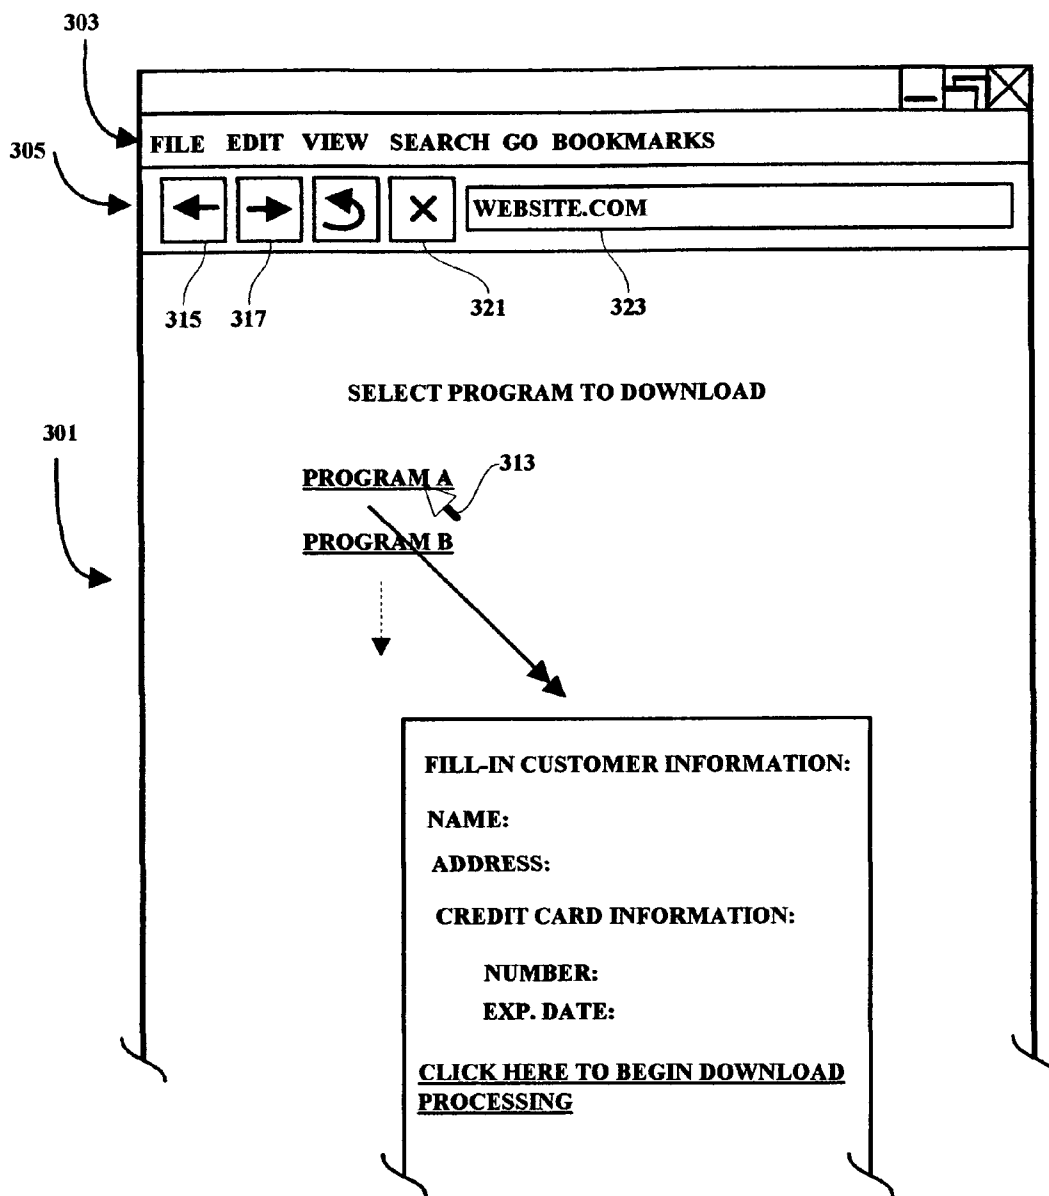 303
305
FILE EDIT VIEW SEARCH GO BOOKMARKS
WEBSITE.COM
315 317 321 323
SELECT PROGRAM TO DOWNLOAD
301
PROGRAM A
313
PROGRAM B
FILL-IN CUSTOMER INFORMATION:
NAME:
ADDRESS:
CREDIT CARD INFORMATION:
NUMBER:
EXP. DATE:
CLICK HERE TO BEGIN DOWNLOAD
PROCESSING